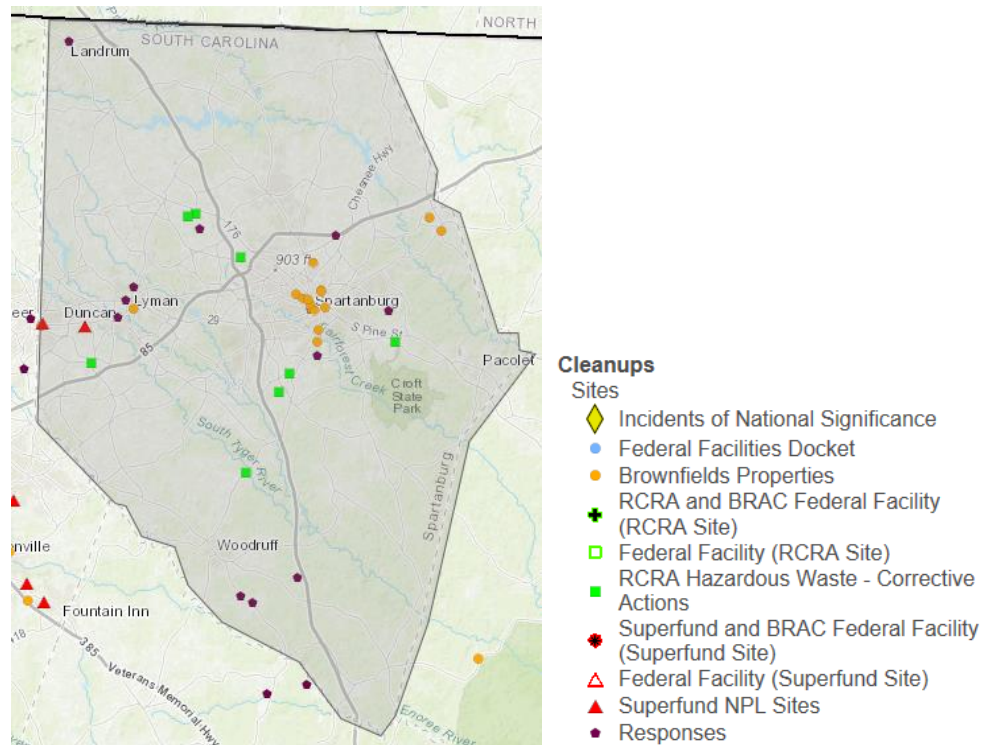 NORTH
SOUTH CAROLINA
Landrum
Chesnee Hwy
176
903 ft
Lyman
Spartanburg
eer
Duncan
29
S Pine St
85
Fairforest Creek
Pacolet
Croft
State
Park
South Tyger River
Spartanburg
nville
Woodruff
Fountain Inn
418
385
Veterans Memorial Hwy
Enoree River
Cleanups
Sites
Incidents of National Significance
Federal Facilities Docket
Brownfields Properties
RCRA and BRAC Federal Facility
(RCRA Site)
Federal Facility (RCRA Site)
RCRA Hazardous Waste - Corrective
Actions
Superfund and BRAC Federal Facility
(Superfund Site)
Federal Facility (Superfund Site)
Superfund NPL Sites
Responses